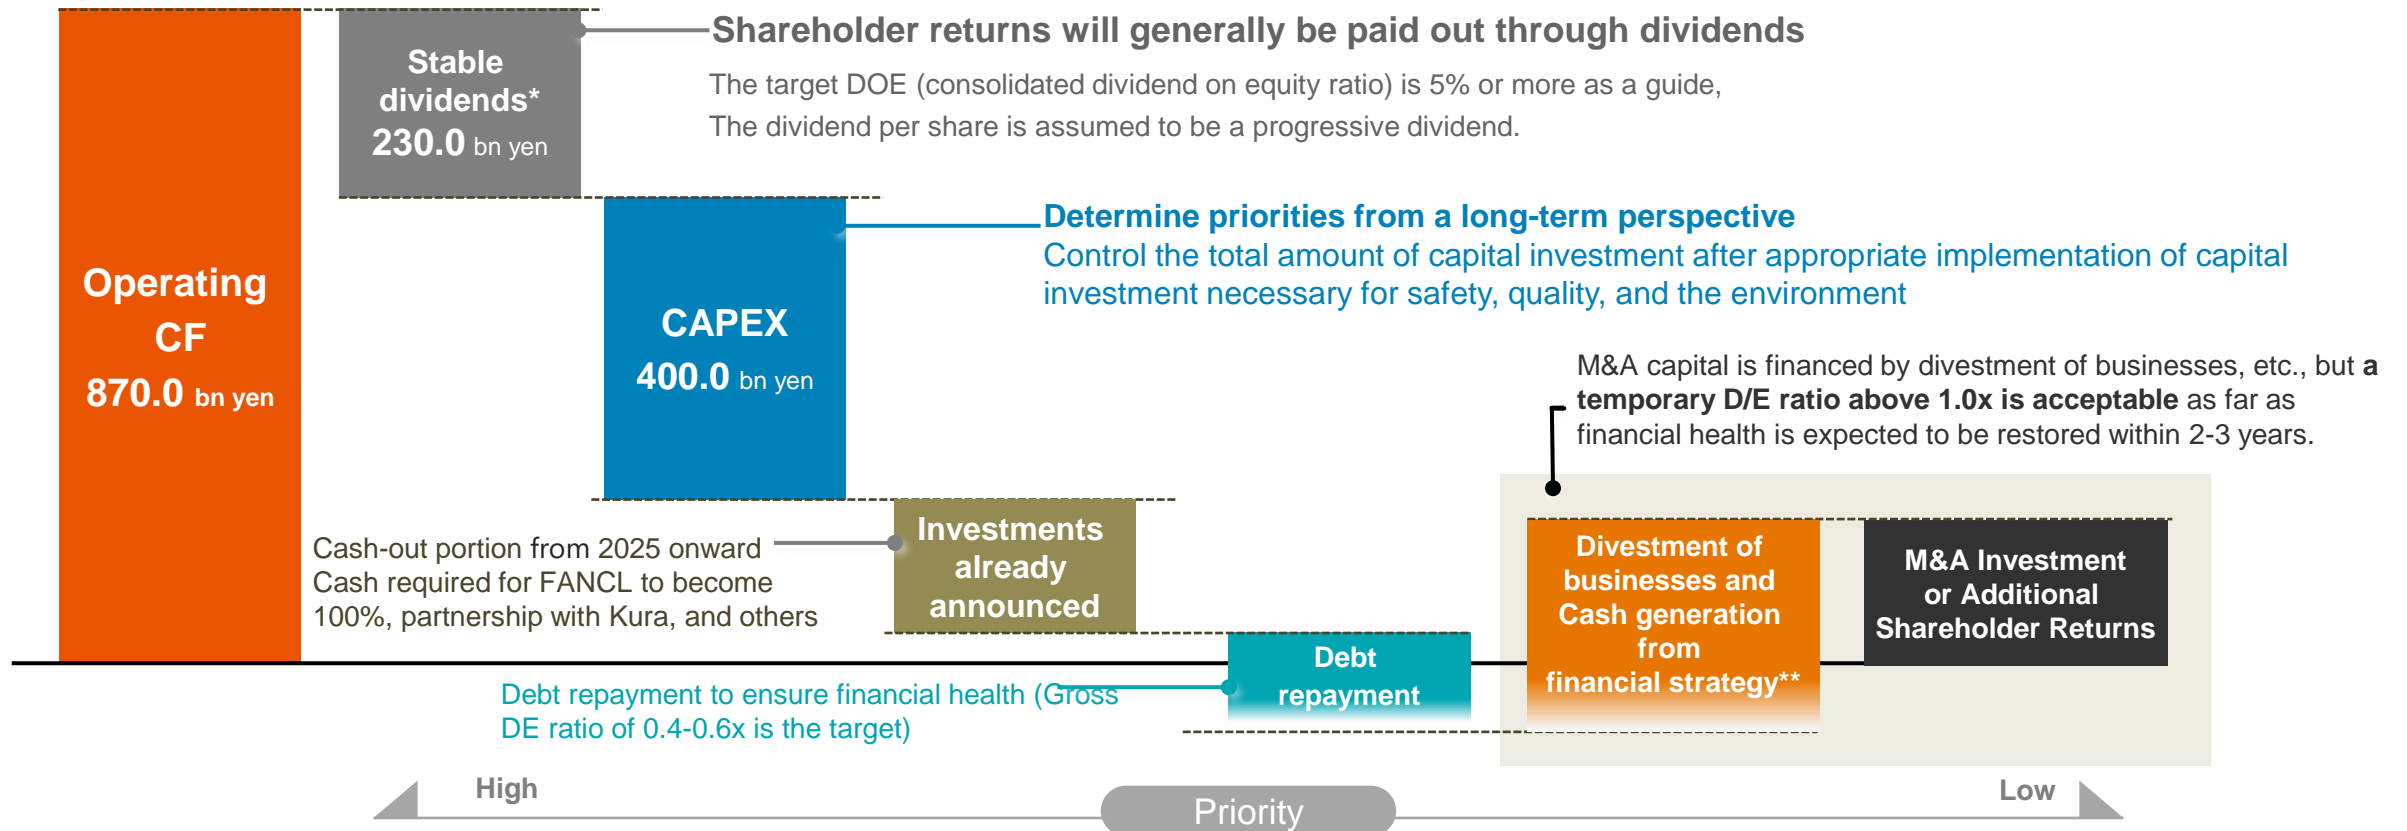 Shareholder returns will generally be paid out through dividends
Stable
dividends*
230.0 bn yen
The target DOE (consolidated dividend on equity ratio) is 5% or more as a guide,
The dividend per share is assumed to be a progressive dividend.
Determine priorities from a long-term perspective
Control the total amount of capital investment after appropriate implementation of capital
investment necessary for safety, quality, and the environment
Operating
CF
870.0 bn yen
CAPEX
400.0 bn yen
M&A capital is financed by divestment of businesses, etc., but a
temporary D/E ratio above 1.0x is acceptable as far as
financial health is expected to be restored within 2-3 years.
Cash-out portion from 2025 onward
Cash required for FANCL to become
100%, partnership with Kura, and others
Investments
already
announced
Divestment of
businesses and
Cash generation
from
financial strategy**
M&A Investment
or Additional
Shareholder Returns
Debt
repayment
Debt repayment to ensure financial health (Gross
DE ratio of 0.4-0.6x is the target)
High
Priority
Low